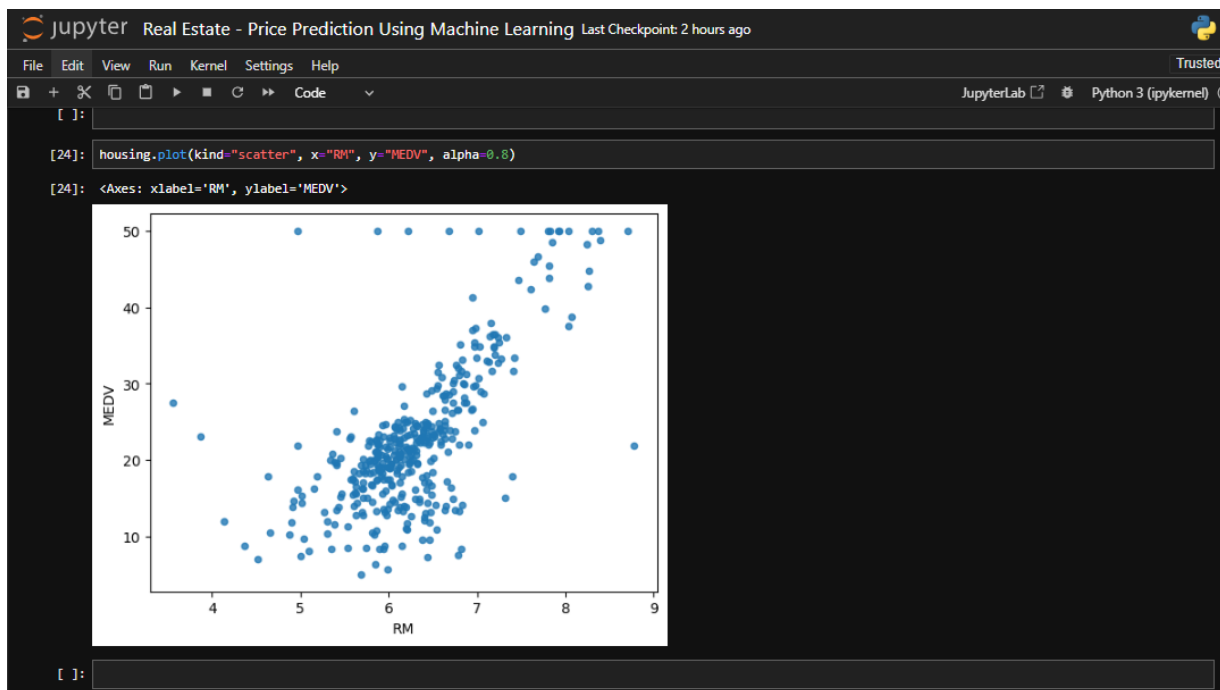 jupyter Real Estate - Price Prediction Using Machine Learning Last Checkpoint: 2 hours ago
File Edit View Run Kernel Settings Help Trusted
Code JupyterLab Python 3 (ipykernel)
[ ]:
[24]: housing.plot(kind="scatter", x="RM", y="MEDV", alpha=0.8)
[24]: <Axes: xlabel='RM', ylabel='MEDV'>
50
40
30
MEDV
20
10
4 5 6 7 8 9
RM
[ ]: